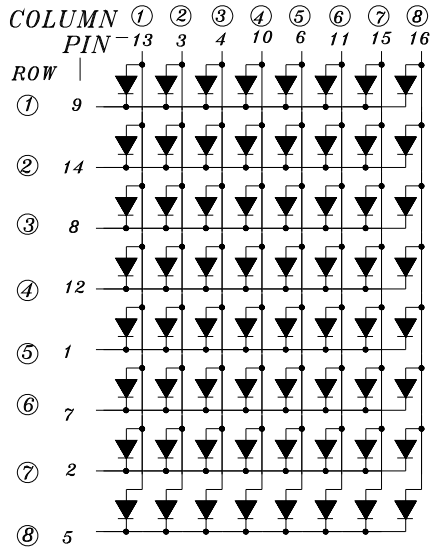 COLUMN ① ② ③ ④ ⑤ ⑥ ⑦ ⑧
PIN 13 3 4 10 6 11 15 16
ROW
① 9
② 14
③ 8
④ 12
⑤ 1
⑥ 7
⑦ 2
⑧ 5